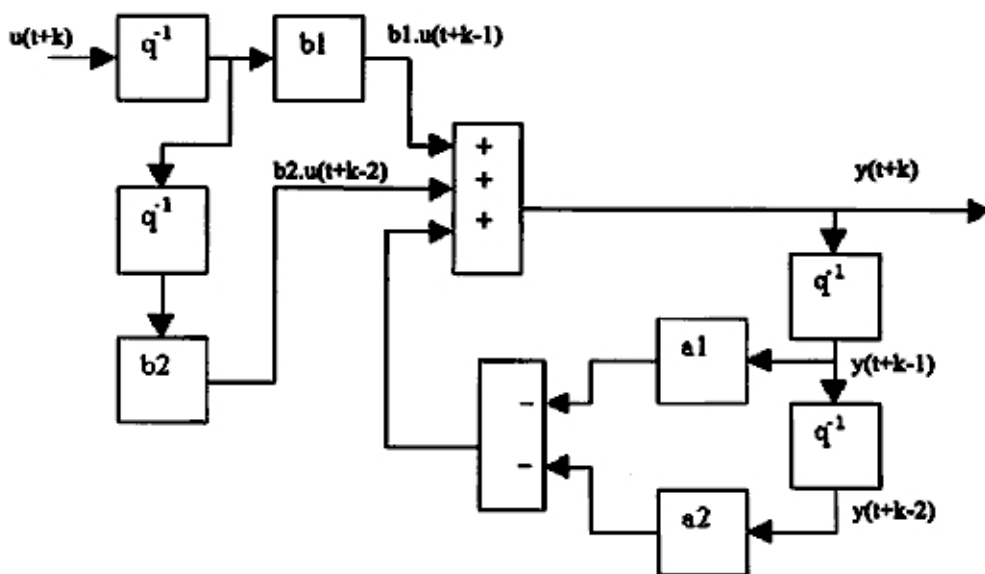 u(t+k)
q⁻¹
b1
b1.u(t+k-1)
q⁻¹
b2.u(t+k-2)
b2
+
+
+
y(t+k)
q⁻¹
a1
y(t+k-1)
-
-
q⁻¹
a2
y(t+k-2)